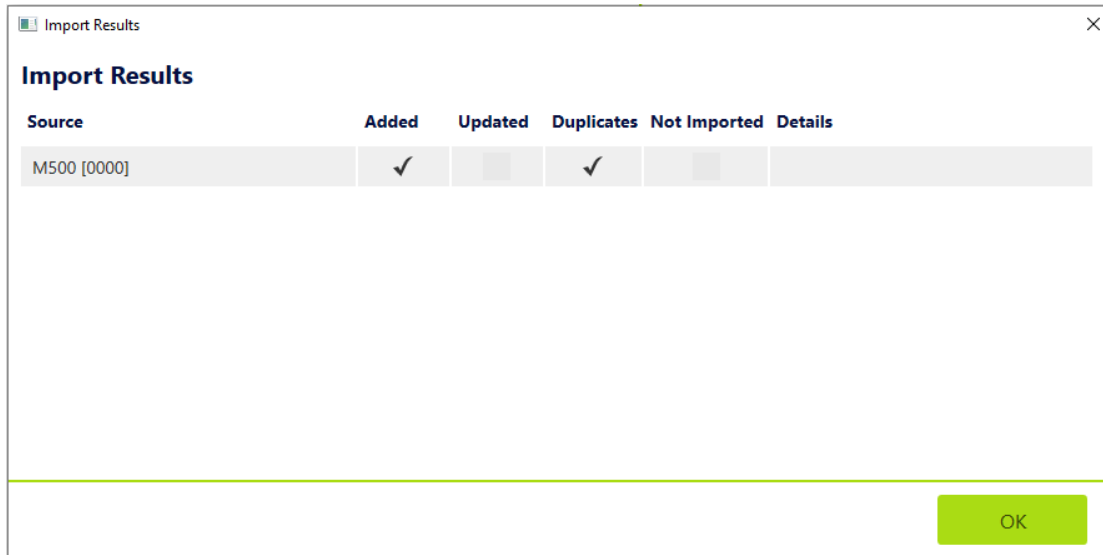 Import Results
Import Results
Source Added Updated Duplicates Not Imported Details
M500 [0000]
OK